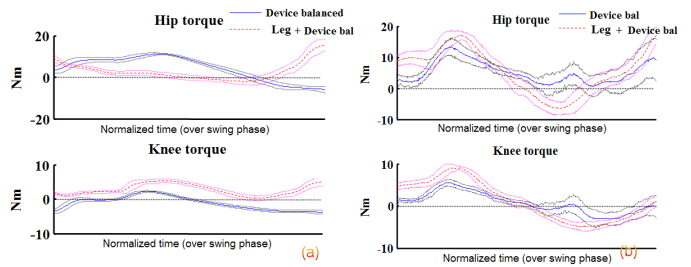 Hip torque
Device balanced
Leg + Device bal
20
0
-20
Nm
Normalized time (over swing phase)
Knee torque
10
0
-10
Nm
Normalized time (over swing phase)
(a)
Hip torque
Device bal
Leg + Device bal
20
10
0
-10
Nm
Normalized time (over swing phase)
Knee torque
10
0
-10
Nm
Normalized time (over swing phase)
(b)